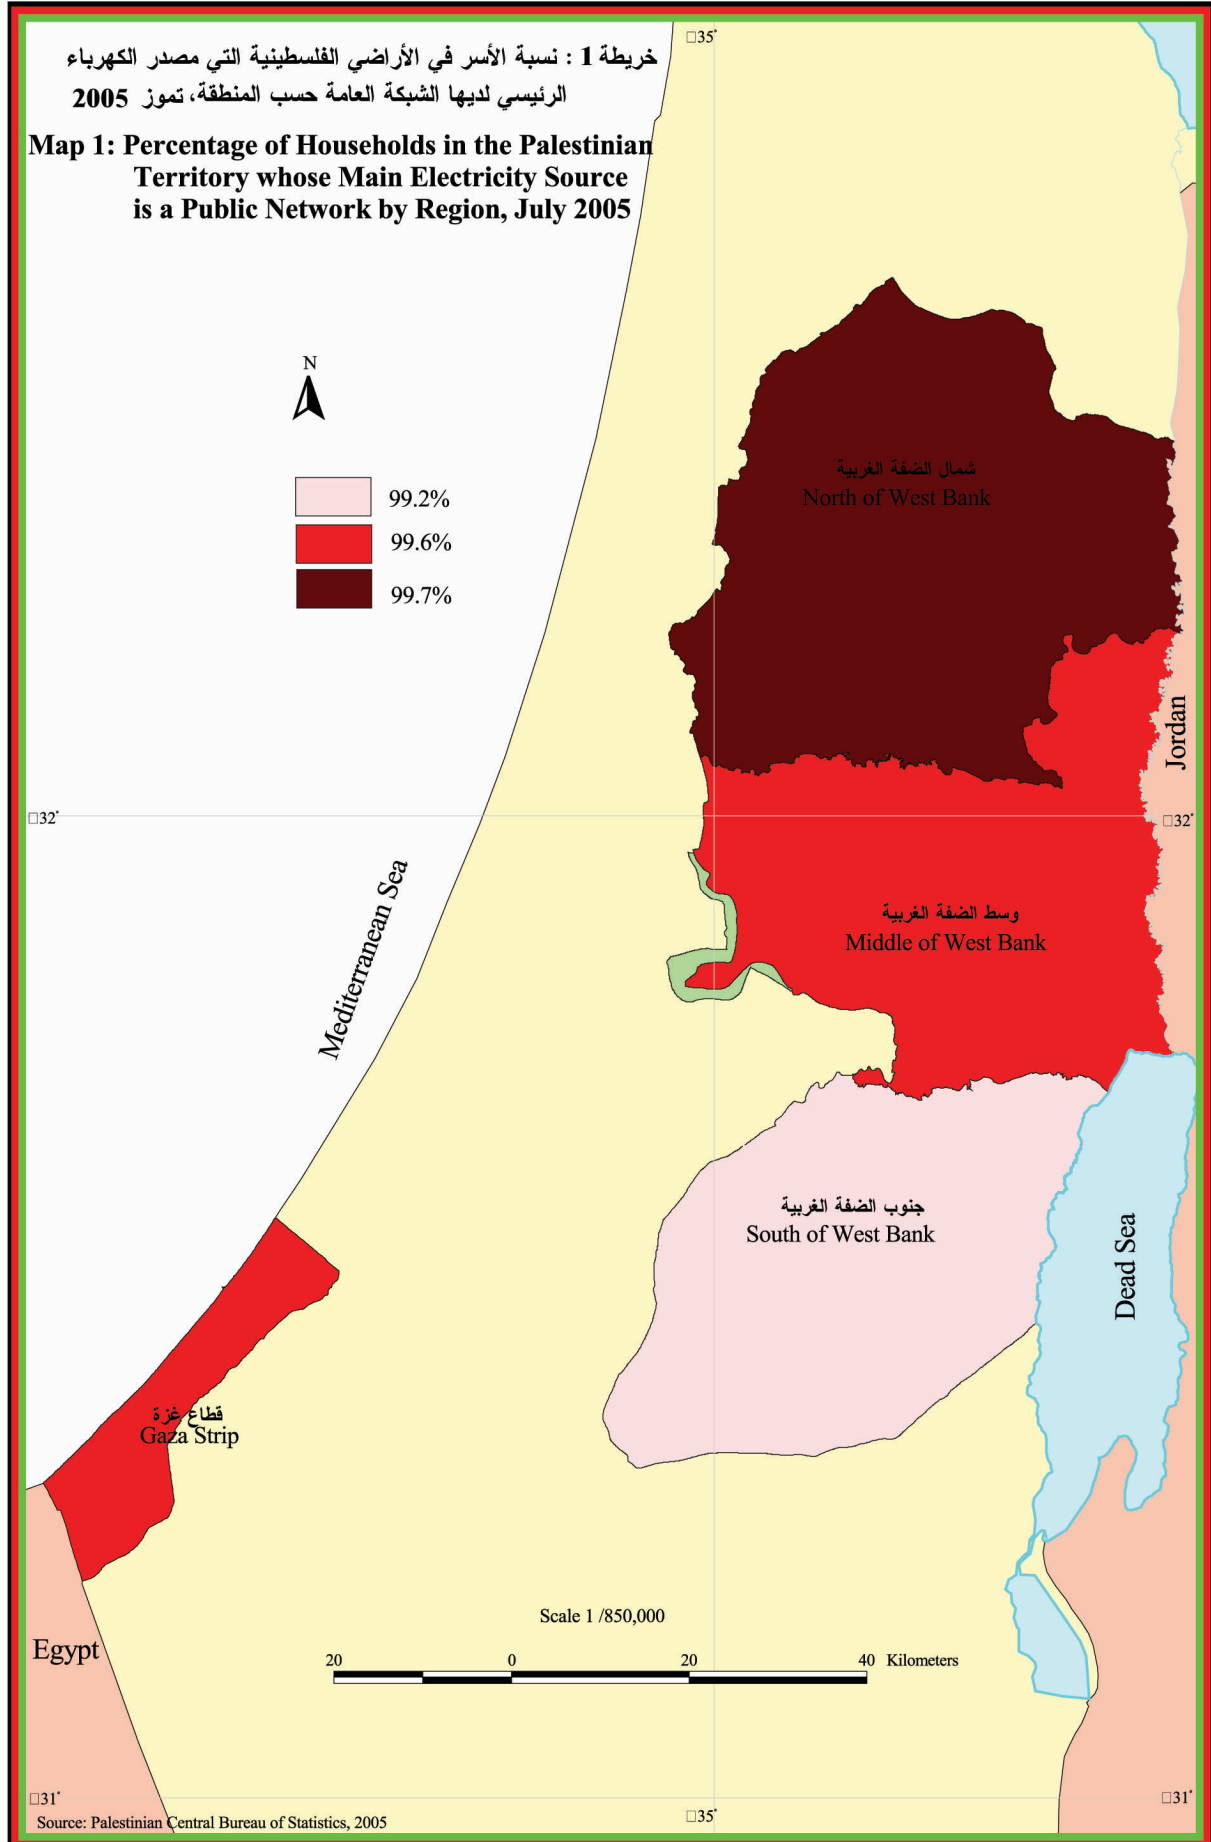 خريطة 1 : نسبة الأسر في الأراضي الفلسطينية التي مصدر الكهرباء
الرئيسي لديها الشبكة العامة حسب المنطقة، تموز 2005
Map 1: Percentage of Households in the Palestinian
Territory whose Main Electricity Source
is a Public Network by Region, July 2005
35°
N
99.2%
99.6%
99.7%
شمال الضفة الغربية
North of West Bank
Jordan
32°
32°
Mediterranean Sea
وسط الضفة الغربية
Middle of West Bank
جنوب الضفة الغربية
South of West Bank
Dead Sea
قطاع غزة
Gaza Strip
Egypt
Scale 1 /850,000
20 0 20 40 Kilometers
31°
31°
35°
Source: Palestinian Central Bureau of Statistics, 2005